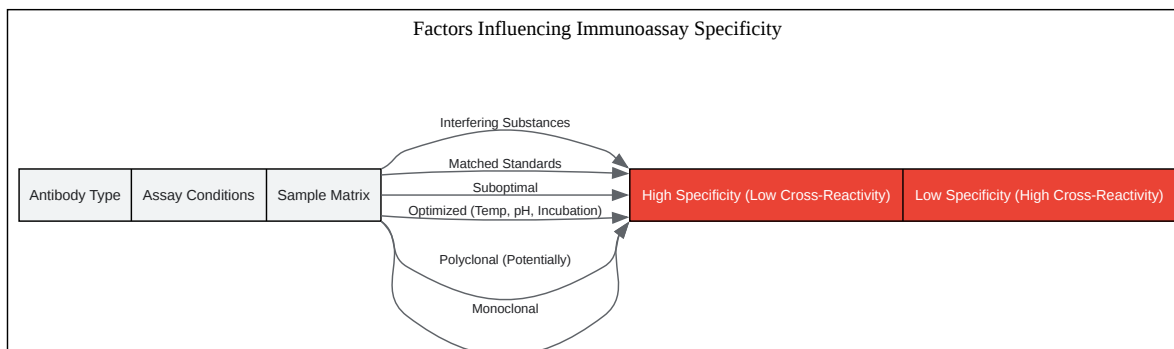 Factors Influencing Immunoassay Specificity
Interfering Substances
Matched Standards
Antibody Type
Assay Conditions
Sample Matrix
Suboptimal
High Specificity (Low Cross-Reactivity)
Low Specificity (High Cross-Reactivity)
Optimized (Temp, pH, Incubation)
Polyclonal (Potentially)
Monoclonal